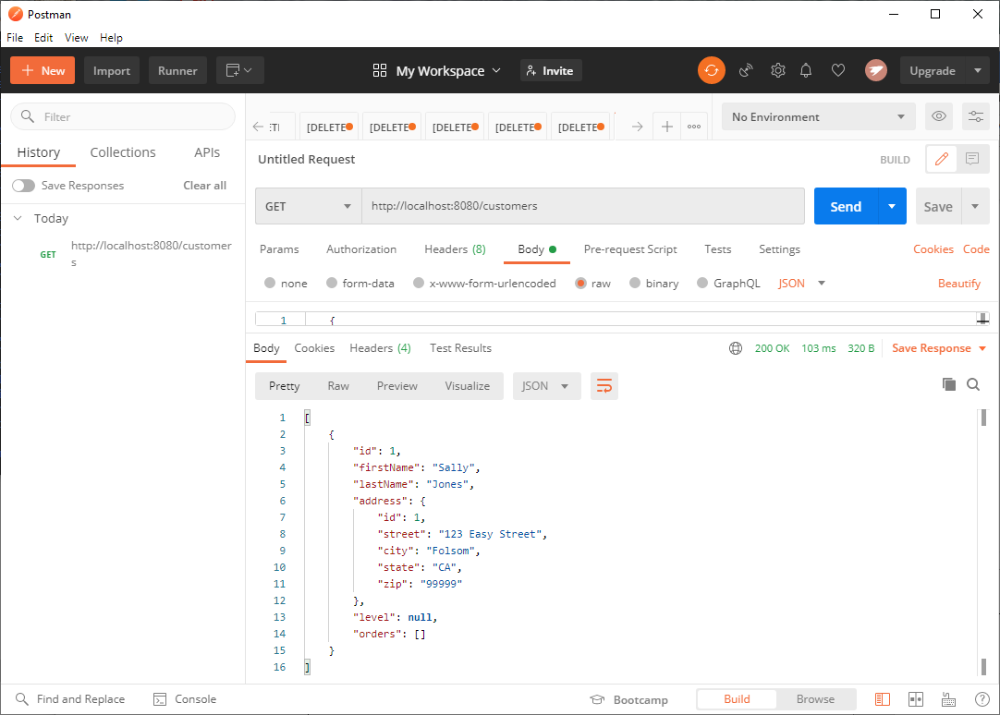 Postman
File Edit View Help
New Import Runner My Workspace Invite Upgrade
Filter
History Collections APIs
Save Responses Clear all
Today
GET http://localhost:8080/customer
s
[DELETE [DELETE [DELETE [DELETE [DELETE No Environment
Untitled Request BUILD
GET http://localhost:8080/customers Send Save
Params Authorization Headers (8) Body Pre-request Script Tests Settings Cookies Code
none form-data x-www-form-urlencoded raw binary GraphQL JSON Beautify
1 {
Body Cookies Headers (4) Test Results 200 OK 103 ms 320 B Save Response
Pretty Raw Preview Visualize JSON
1 [
2 {
3 "id": 1,
4 "firstName": "Sally",
5 "lastName": "Jones",
6 "address": {
7 "id": 1,
8 "street": "123 Easy Street",
9 "city": "Folsom",
10 "state": "CA",
11 "zip": "99999"
12 },
13 "level": null,
14 "orders": []
15 }
16 ]
Find and Replace Console Bootcamp Build Browse